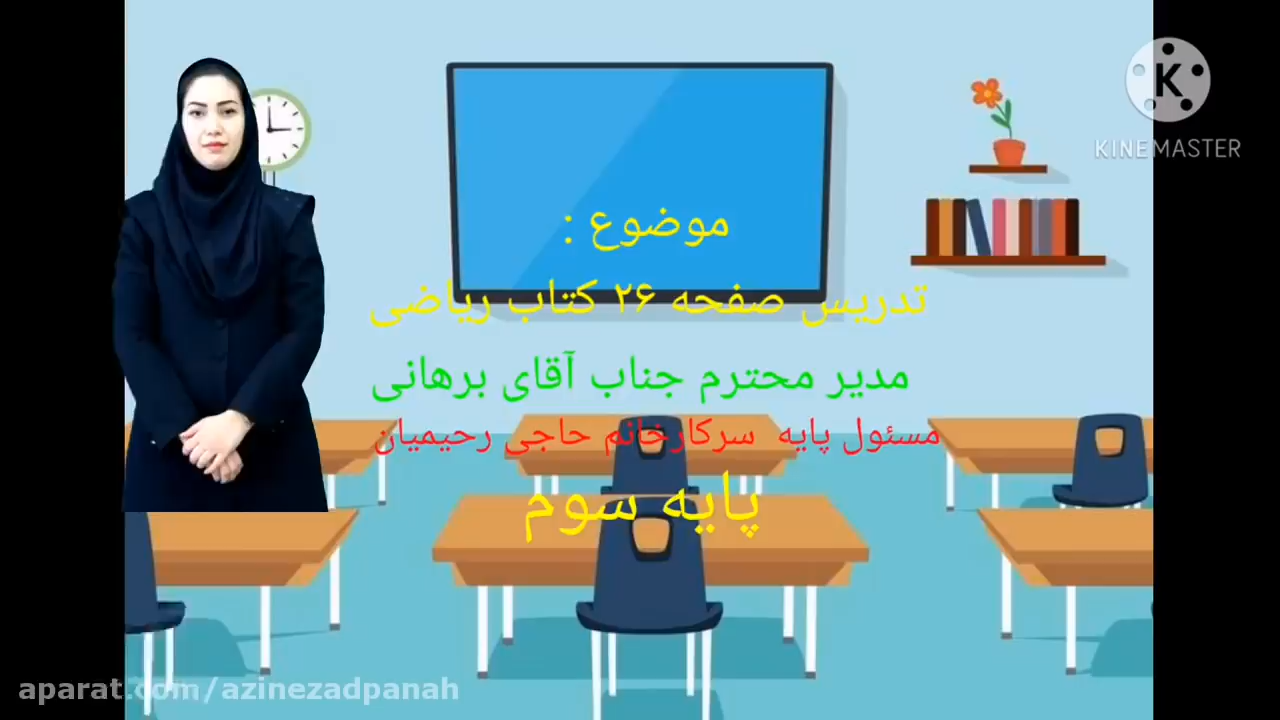 موضوع :
تدریس صفحه ۲۶ کتاب ریاضی
مدیر محترم جناب آقای برهانی
مسئول پایه سرکارخانم حاجی رحیمیان
پایه سوم
K
KINEMASTER
aparat.com/azinezadpanah